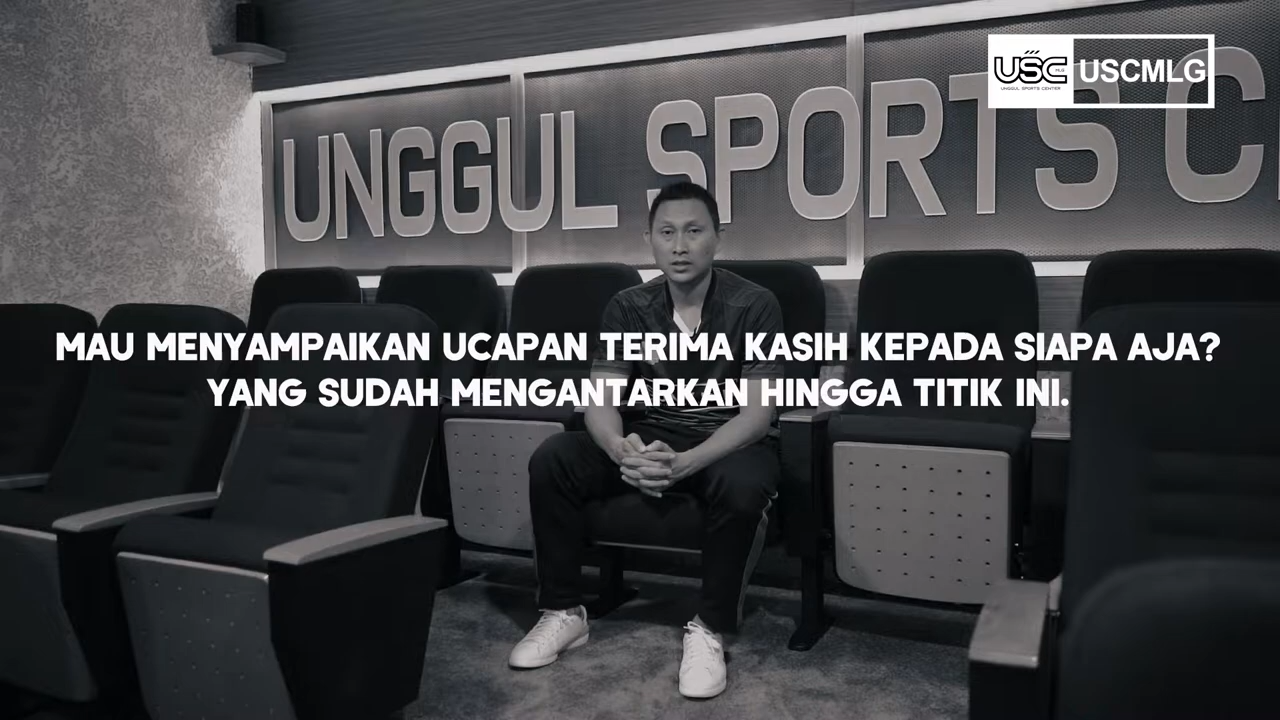 UNGGUL SPORTS C
USC MLG
UNGGUL SPORTS CENTER
USCMLG
MAU MENYAMPAIKAN UCAPAN TERIMA KASIH KEPADA SIAPA AJA?
YANG SUDAH MENGANTARKAN HINGGA TITIK INI.